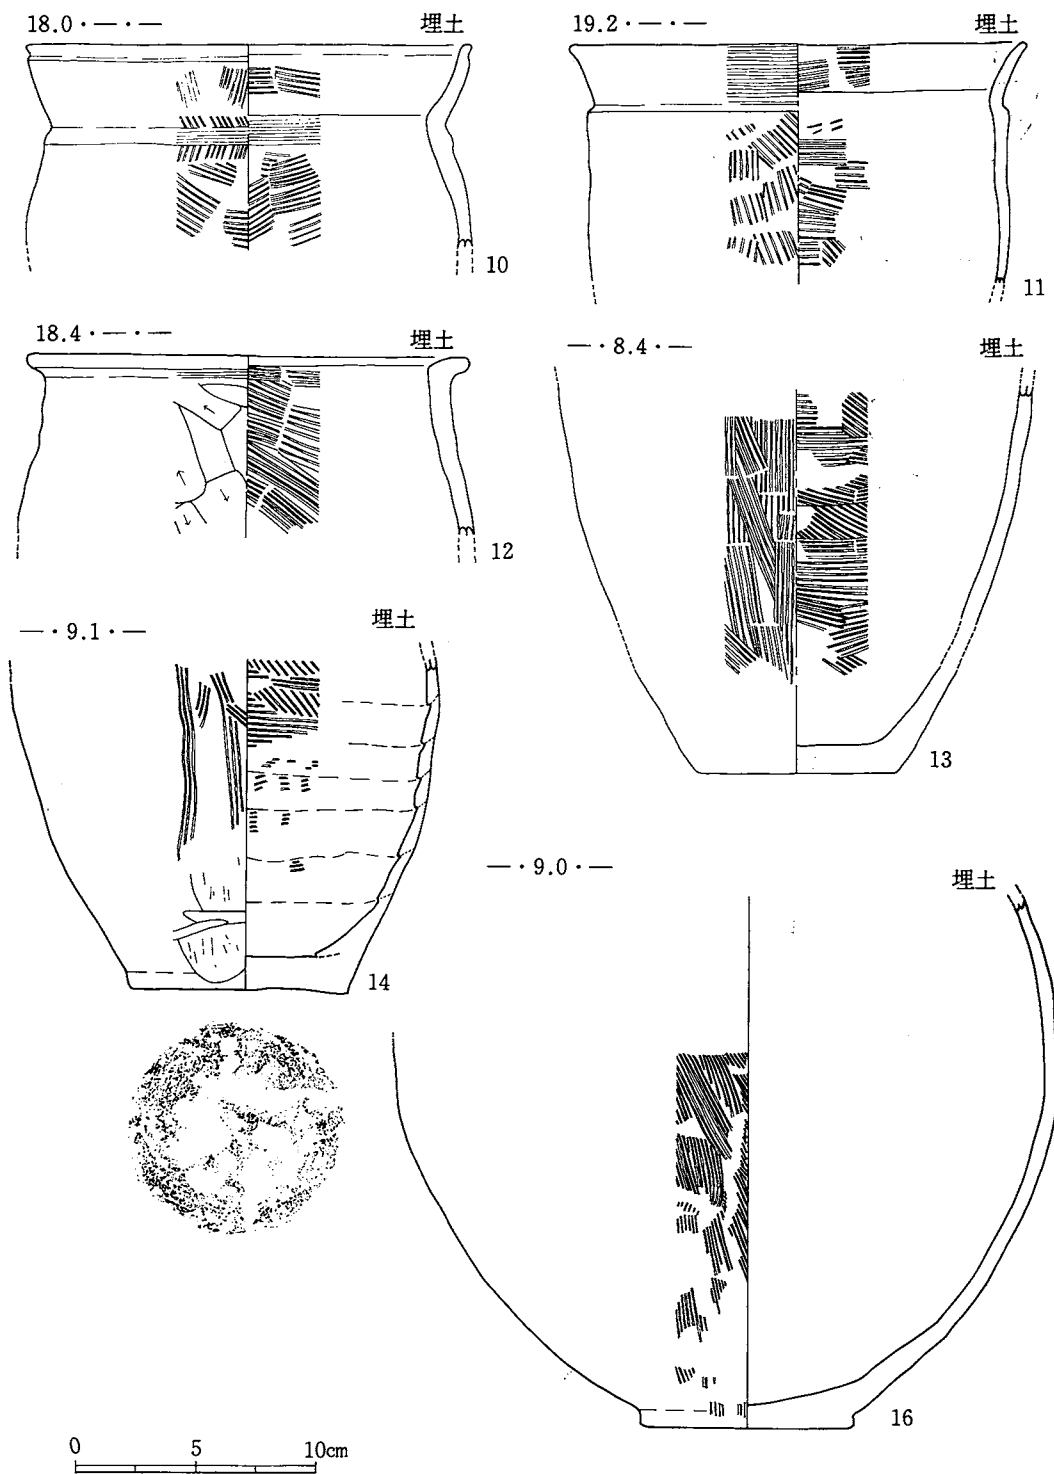 18.0・—・— 埋土
10
19.2・—・— 埋土
11
18.4・—・— 埋土
12
—・8.4・— 埋土
13
—・9.1・— 埋土
14
—・9.0・— 埋土
16
0 5 10cm